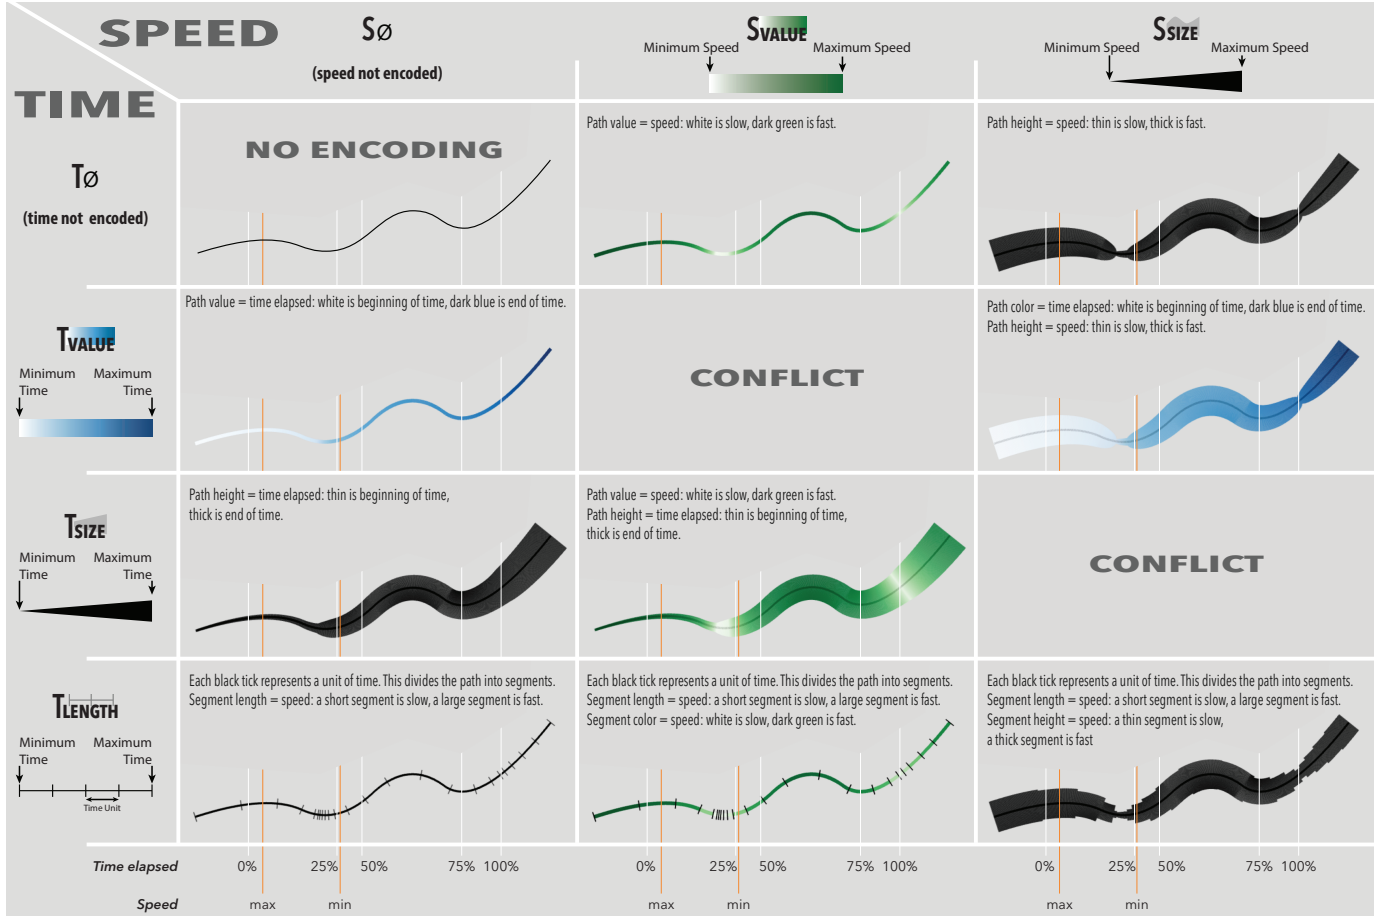 SPEED
TIME
SØ
(speed not encoded)
SVALUE
Minimum Speed Maximum Speed
SSIZE
Minimum Speed Maximum Speed
TØ
(time not encoded)
NO ENCODING
Path value = speed: white is slow, dark green is fast.
Path height = speed: thin is slow, thick is fast.
TVALUE
Minimum Maximum
Time Time
Path value = time elapsed: white is beginning of time, dark blue is end of time.
CONFLICT
Path color = time elapsed: white is beginning of time, dark blue is end of time.
Path height = speed: thin is slow, thick is fast.
TSIZE
Minimum Maximum
Time Time
Path height = time elapsed: thin is beginning of time,
thick is end of time.
Path value = speed: white is slow, dark green is fast.
Path height = time elapsed: thin is beginning of time,
thick is end of time.
CONFLICT
TLENGTH
Minimum Maximum
Time Time
Time Unit
Each black tick represents a unit of time. This divides the path into segments.
Segment length = speed: a short segment is slow, a large segment is fast.
Each black tick represents a unit of time. This divides the path into segments.
Segment length = speed: a short segment is slow, a large segment is fast.
Segment color = speed: white is slow, dark green is fast.
Each black tick represents a unit of time. This divides the path into segments.
Segment length = speed: a short segment is slow, a large segment is fast.
Segment height = speed: a thin segment is slow,
a thick segment is fast
Time elapsed 0% 25% 50% 75% 100% 0% 25% 50% 75% 100% 0% 25% 50% 75% 100%
Speed max min max min max min